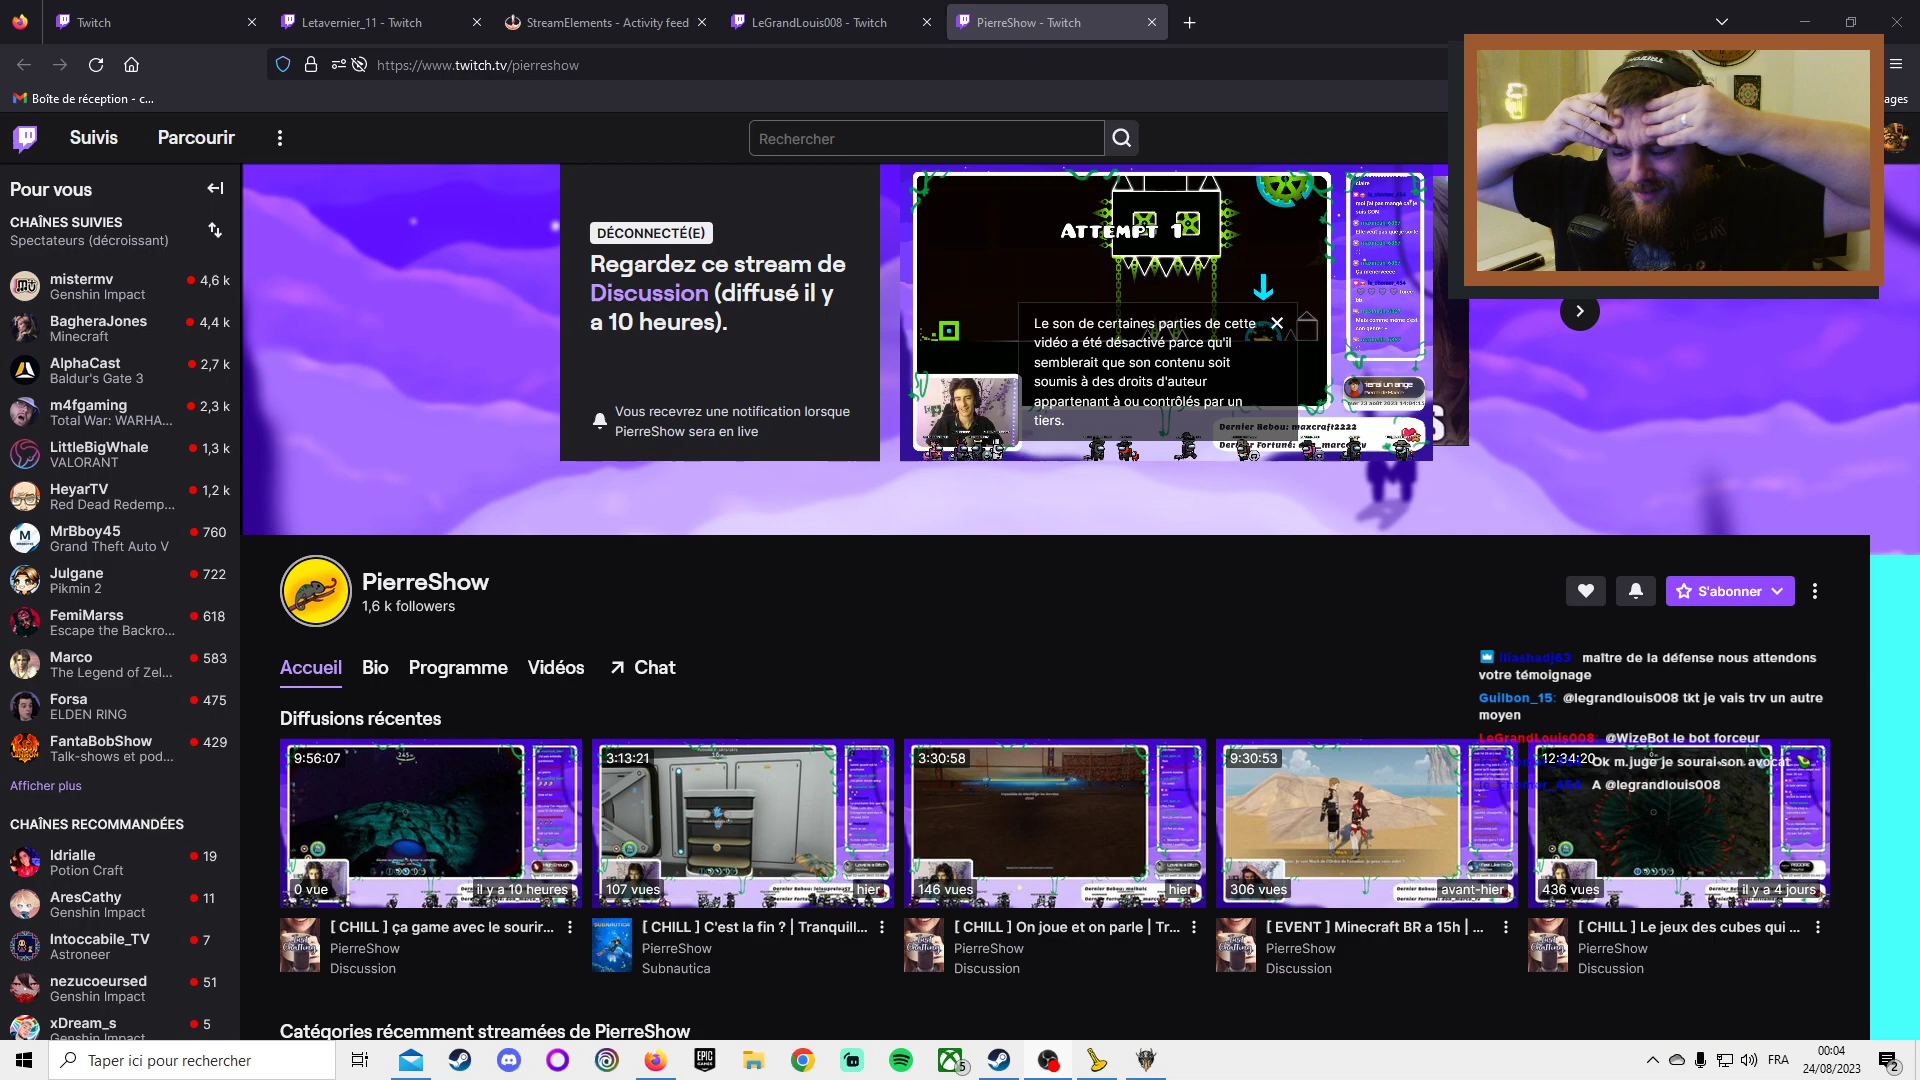 Twitch
Letavernier_11 - Twitch
StreamElements - Activity feed
LeGrandLouis008 - Twitch
PierreShow - Twitch
https://www.twitch.tv/pierreshow
Boîte de réception - c...
ages
Suivis
Parcourir
Rechercher
Pour vous
CHAÎNES SUIVIES
Spectateurs (décroissant)
mistermv
4,6 k
Genshin Impact
BagheraJones
4,4 k
Minecraft
AlphaCast
2,7 k
Baldur's Gate 3
m4fgaming
2,3 k
Total War: WARHA...
LittleBigWhale
1,3 k
VALORANT
HeyarTV
1,2 k
Red Dead Redemp...
MrBboy45
760
Grand Theft Auto V
Julgane
722
Pikmin 2
FemiMarss
618
Escape the Backro...
Marco
583
The Legend of Zel...
Forsa
475
ELDEN RING
FantaBobShow
429
Talk-shows et pod...
Afficher plus
CHAÎNES RECOMMANDÉES
Idrialle
19
Potion Craft
AresCathy
11
Genshin Impact
Intoccabile_TV
7
Astroneer
nezucoeursed
51
Genshin Impact
xDream_s
5
Genshin Impact
DÉCONNECTÉ(E)
Regardez ce stream de
Discussion (diffusé il y
a 10 heures).
Vous recevrez une notification lorsque
PierreShow sera en live
ATTEMPT 1
Le son de certaines parties de cette
vidéo a été désactivé parce qu'il
semblerait que son contenu soit
soumis à des droits d'auteur
appartenant à ou contrôlés par un
tiers.
Dernier Bebou: maxcraft2222
PierreShow
1,6 k followers
S'abonner
Accueil
Bio
Programme
Vidéos
Chat
maître de la défense nous attendons
votre témoignage
Guilbon_15: @legrandlouis008 tkt je vais trv un autre
moyen
LeGrandLouis008: @WizeBot le bot forceur
Ok m.juge je sourai son avocat
A @legrandlouis008
Diffusions récentes
9:56:07
0 vue
il y a 10 heures
[ CHILL ] ça game avec le sourir...
PierreShow
Discussion
3:13:21
107 vues
hier
[ CHILL ] C'est la fin ? | Tranquill...
PierreShow
Subnautica
3:30:58
146 vues
hier
[ CHILL ] On joue et on parle | Tr...
PierreShow
Discussion
9:30:53
306 vues
avant-hier
[ EVENT ] Minecraft BR a 15h | ...
PierreShow
Discussion
12:34:20
436 vues
il y a 4 jours
[ CHILL ] Le jeux des cubes qui ...
PierreShow
Discussion
Catégories récemment streamées de PierreShow
Taper ici pour rechercher
EPIC
GAMES
5
FRA
00:04
24/08/2023
2